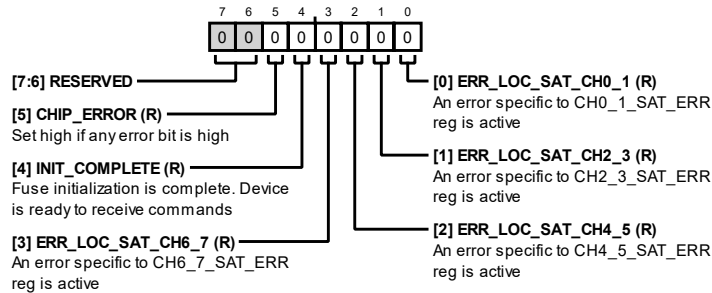 7 6 5 4 3 2 1 0
0 0 0 0 0 0 0 0
[7:6] RESERVED
[5] CHIP_ERROR (R)
Set high if any error bit is high
[4] INIT_COMPLETE (R)
Fuse initialization is complete. Device
is ready to receive commands
[3] ERR_LOC_SAT_CH6_7 (R)
An error specific to CH6_7_SAT_ERR
reg is active
[0] ERR_LOC_SAT_CH0_1 (R)
An error specific to CH0_1_SAT_ERR
reg is active
[1] ERR_LOC_SAT_CH2_3 (R)
An error specific to CH2_3_SAT_ERR
reg is active
[2] ERR_LOC_SAT_CH4_5 (R)
An error specific to CH4_5_SAT_ERR
reg is active